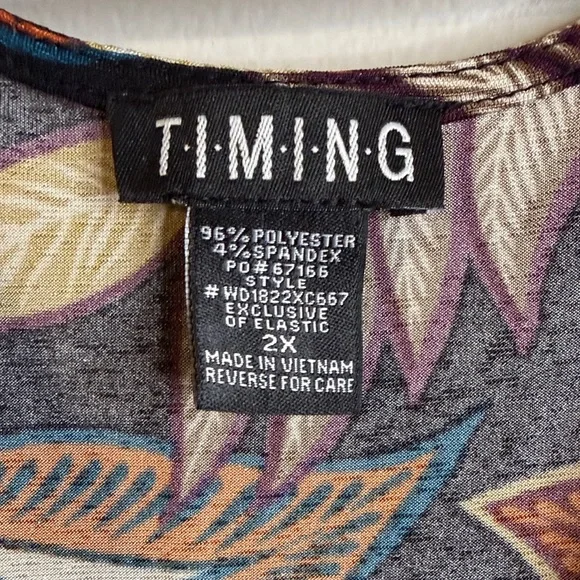 T·I·M·I·N·G
96% POLYESTER
4% SPANDEX
PO# 67166
STYLE
# WD1822XC667
EXCLUSIVE
OF ELASTIC
2X
MADE IN VIETNAM
REVERSE FOR CARE